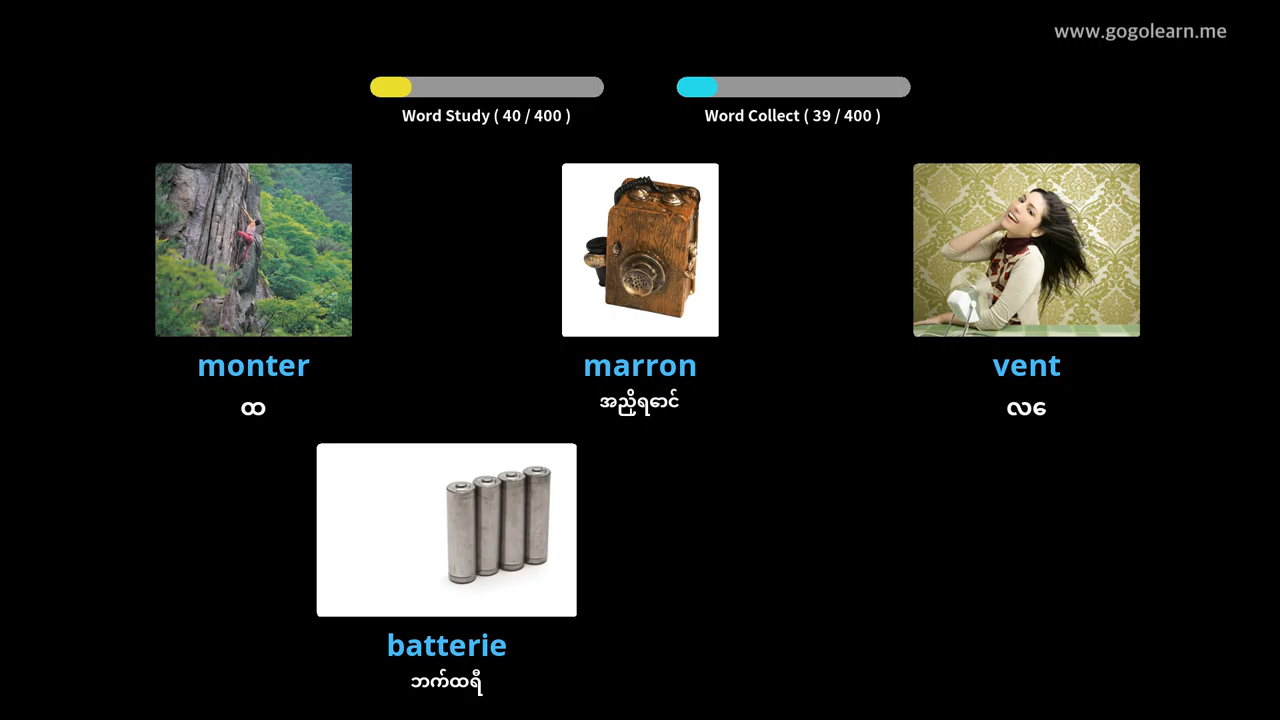 www.gogolearn.me
Word Study ( 40 / 400 )
Word Collect ( 39 / 400 )
monter
ထ
marron
အညိုရောင်
vent
လေ
batterie
ဘက်ထရီ